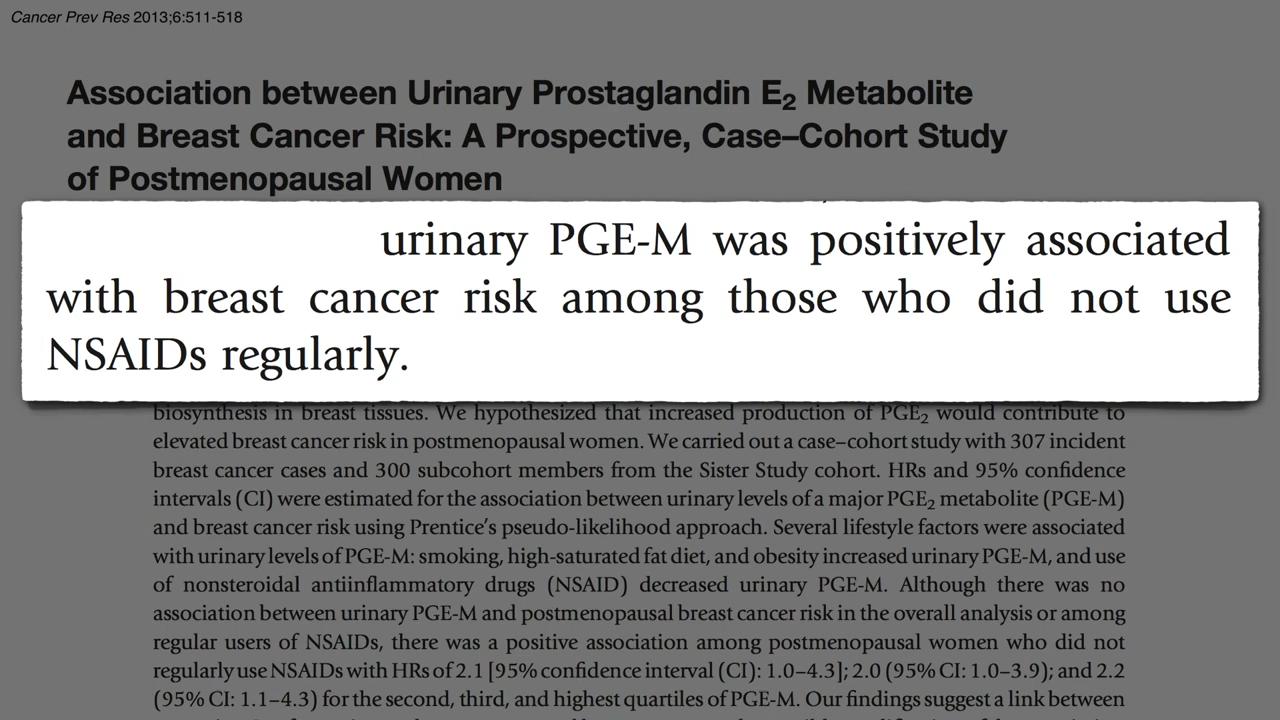 Cancer Prev Res 2013;6:511-518
Association between Urinary Prostaglandin E₂ Metabolite
and Breast Cancer Risk: A Prospective, Case–Cohort Study
of Postmenopausal Women
urinary PGE-M was positively associated
with breast cancer risk among those who did not use
NSAIDs regularly.
biosynthesis in breast tissues. We hypothesized that increased production of PGE₂ would contribute to
elevated breast cancer risk in postmenopausal women. We carried out a case–cohort study with 307 incident
breast cancer cases and 300 subcohort members from the Sister Study cohort. HRs and 95% confidence
intervals (CI) were estimated for the association between urinary levels of a major PGE₂ metabolite (PGE-M)
and breast cancer risk using Prentice’s pseudo-likelihood approach. Several lifestyle factors were associated
with urinary levels of PGE-M: smoking, high-saturated fat diet, and obesity increased urinary PGE-M, and use
of nonsteroidal antiinflammatory drugs (NSAID) decreased urinary PGE-M. Although there was no
association between urinary PGE-M and postmenopausal breast cancer risk in the overall analysis or among
regular users of NSAIDs, there was a positive association among postmenopausal women who did not
regularly use NSAIDs with HRs of 2.1 [95% confidence interval (CI): 1.0–4.3]; 2.0 (95% CI: 1.0–3.9); and 2.2
(95% CI: 1.1–4.3) for the second, third, and highest quartiles of PGE-M. Our findings suggest a link between